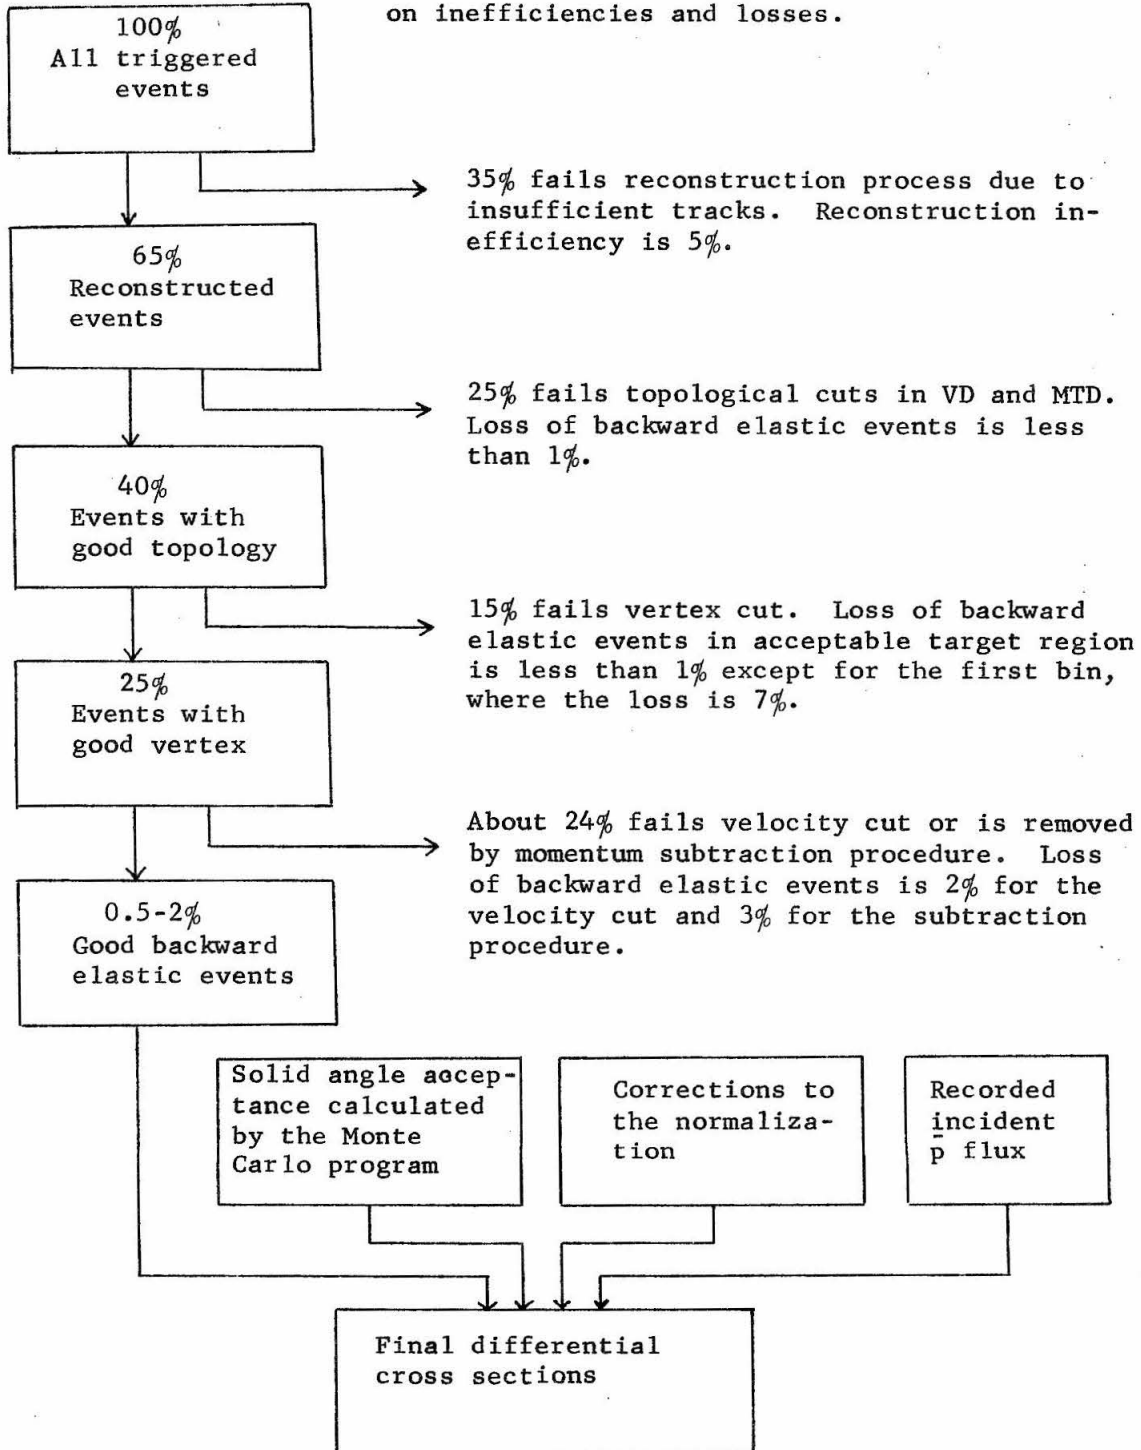 on inefficiencies and losses.
100%
All triggered
events
35% fails reconstruction process due to
insufficient tracks. Reconstruction in-
efficiency is 5%.
65%
Reconstructed
events
25% fails topological cuts in VD and MTD.
Loss of backward elastic events is less
than 1%.
40%
Events with
good topology
15% fails vertex cut. Loss of backward
elastic events in acceptable target region
is less than 1% except for the first bin,
where the loss is 7%.
25%
Events with
good vertex
About 24% fails velocity cut or is removed
by momentum subtraction procedure. Loss
of backward elastic events is 2% for the
velocity cut and 3% for the subtraction
procedure.
0.5-2%
Good backward
elastic events
Solid angle accep-
tance calculated
by the Monte
Carlo program
Corrections to
the normaliza-
tion
Recorded
incident
p̄ flux
Final differential
cross sections